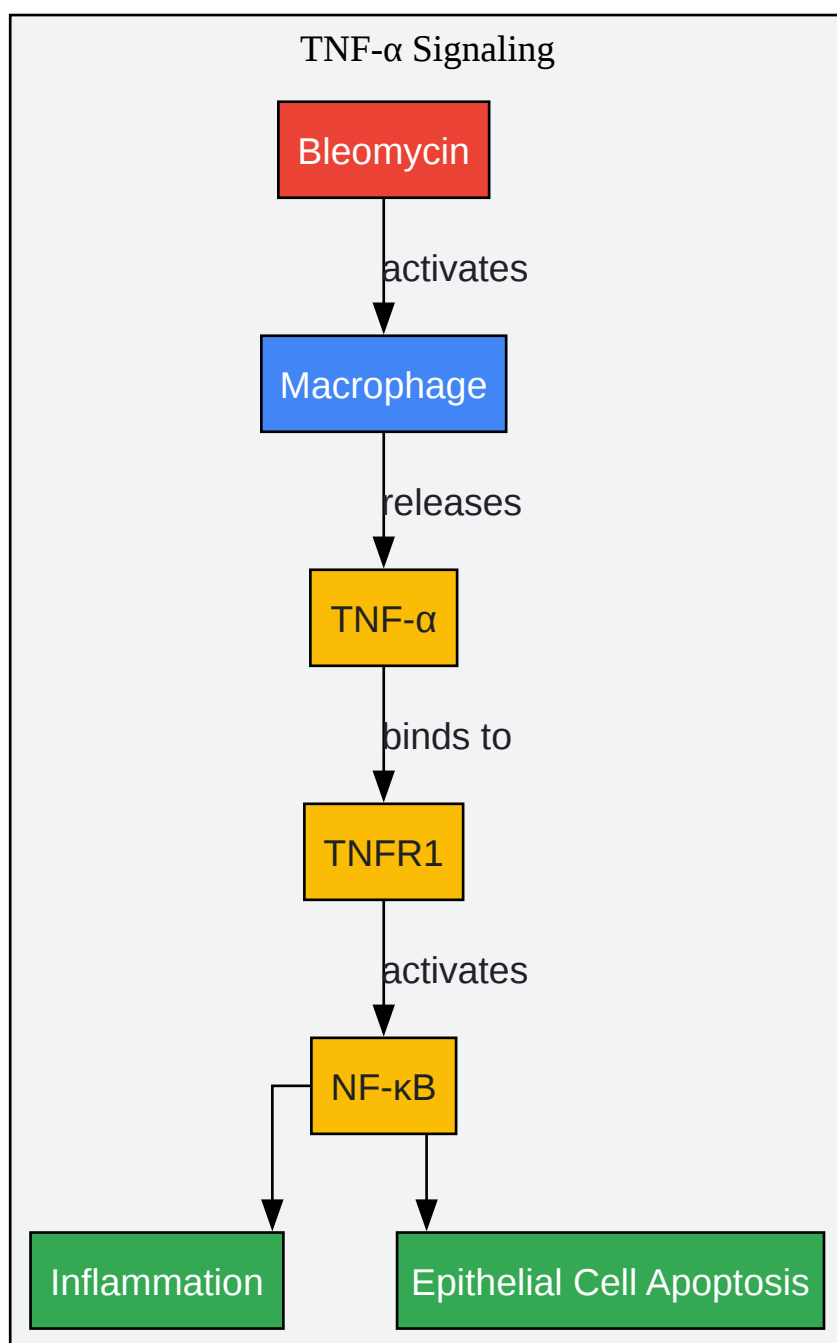 TNF-α Signaling
Bleomycin
activates
Macrophage
releases
TNF-α
binds to
TNFR1
activates
NF-κB
Inflammation
Epithelial Cell Apoptosis